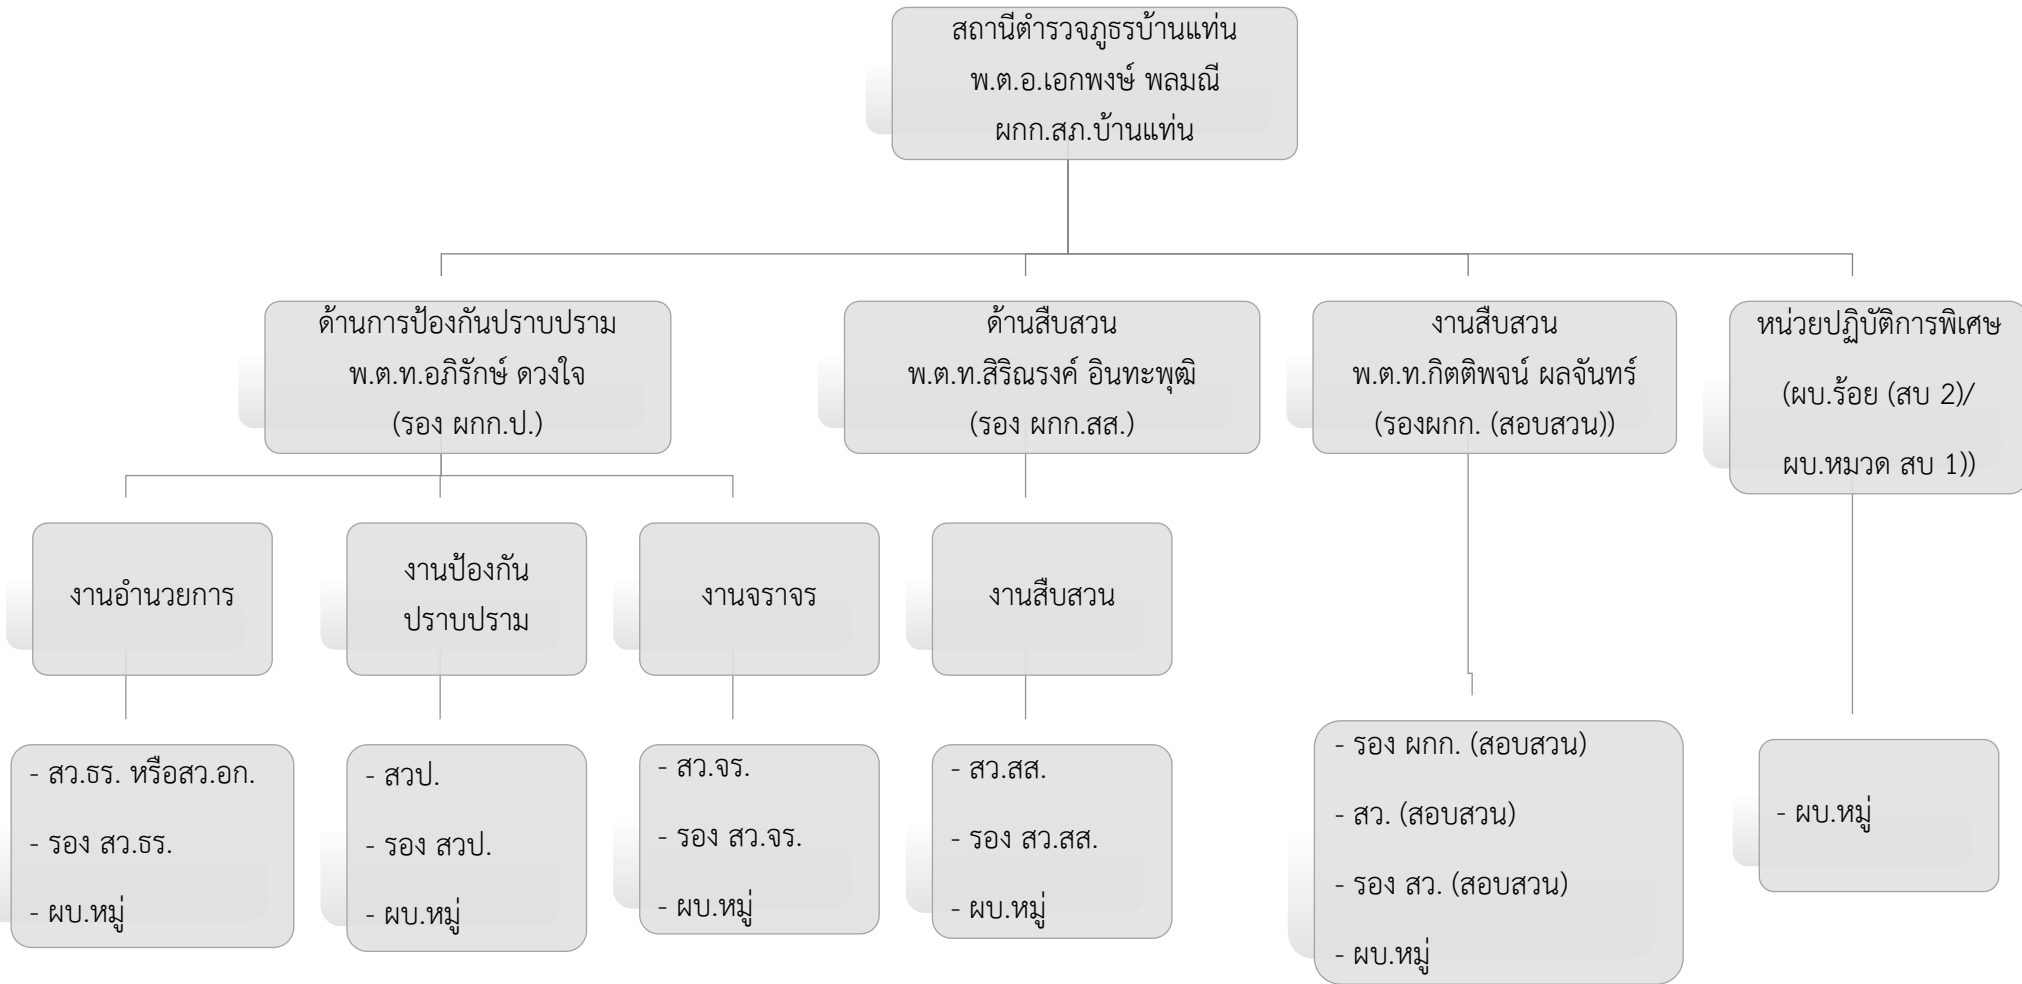 สถานีตำรวจภูธรบ้านแท่น
พ.ต.อ.เอกพงษ์ พลมณี
ผกก.สภ.บ้านแท่น
ด้านการป้องกันปราบปราม
พ.ต.ท.อภิรักษ์ ดวงใจ
(รอง ผกก.ป.)
ด้านสืบสวน
พ.ต.ท.สิริณรงค์ อินทะพุฒิ
(รอง ผกก.สส.)
งานสืบสวน
พ.ต.ท.กิตติพจน์ ผลจันทร์
(รองผกก. (สอบสวน))
หน่วยปฏิบัติการพิเศษ
(ผบ.ร้อย (สบ 2)/
ผบ.หมวด สบ 1))
งานอำนวยการ
งานป้องกัน
ปราบปราม
งานจราจร
งานสืบสวน
- สว.ธร. หรือสว.อก.
- รอง สว.ธร.
- ผบ.หมู่
- สวป.
- รอง สวป.
- ผบ.หมู่
- สว.จร.
- รอง สว.จร.
- ผบ.หมู่
- สว.สส.
- รอง สว.สส.
- ผบ.หมู่
- รอง ผกก. (สอบสวน)
- สว. (สอบสวน)
- รอง สว. (สอบสวน)
- ผบ.หมู่
- ผบ.หมู่